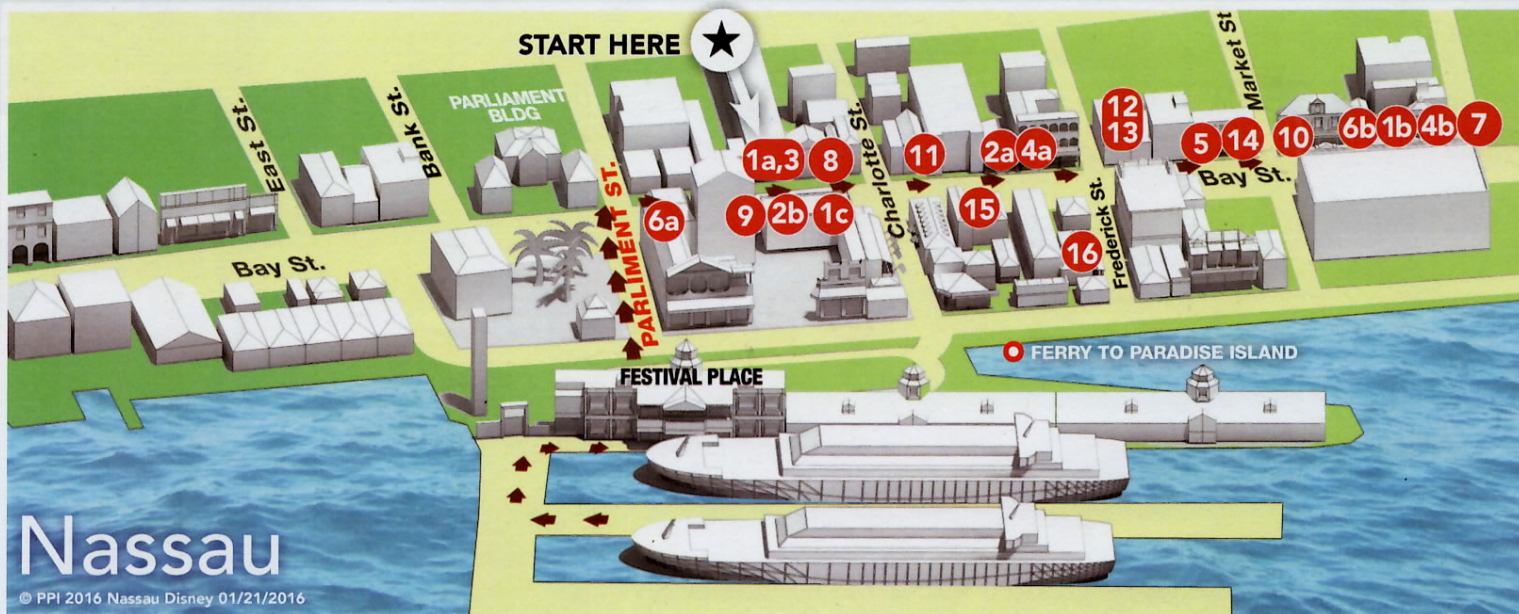 START HERE
★
Market St
PARLIAMENT
BLDG
East St.
Bank St.
PARLIMENT ST.
Charlotte St.
Frederick St.
12
13
1a,3
8
11
2a
4a
5
14
10
6b
1b
4b
7
Bay St.
6a
9
2b
1c
15
16
Bay St.
FERRY TO PARADISE ISLAND
FESTIVAL PLACE
Nassau
© PPI 2016 Nassau Disney 01/21/2016